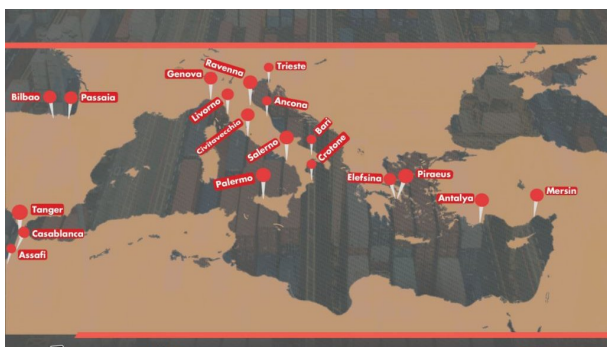 Trieste
Ravenna
Genova
Bilbao
Passaia
Livorno
Ancona
Civitavecchia
Bari
Salerno
Crotone
Palermo
Elefsina
Piraeus
Antalya
Mersin
Tanger
Casablanca
Assafi